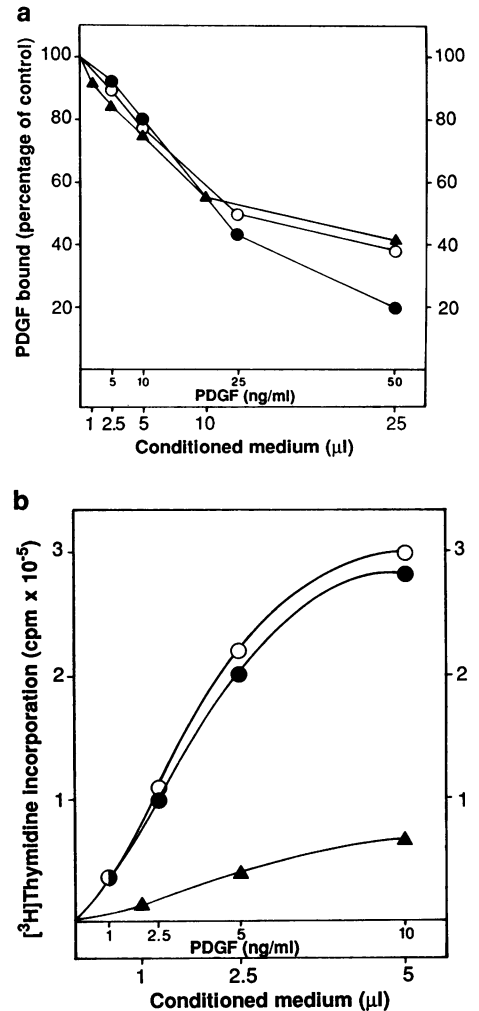 a
PDGF bound (percentage of control)
100
80
60
40
20
100
80
60
40
20
5 10 25 50
PDGF (ng/ml)
1 2.5 5 10 25
Conditioned medium (μl)
b
[³H]Thymidine incorporation (cpm x 10⁻⁵)
3
2
1
3
2
1
1 2.5 5 10
PDGF (ng/ml)
1 2.5 5
Conditioned medium (μl)